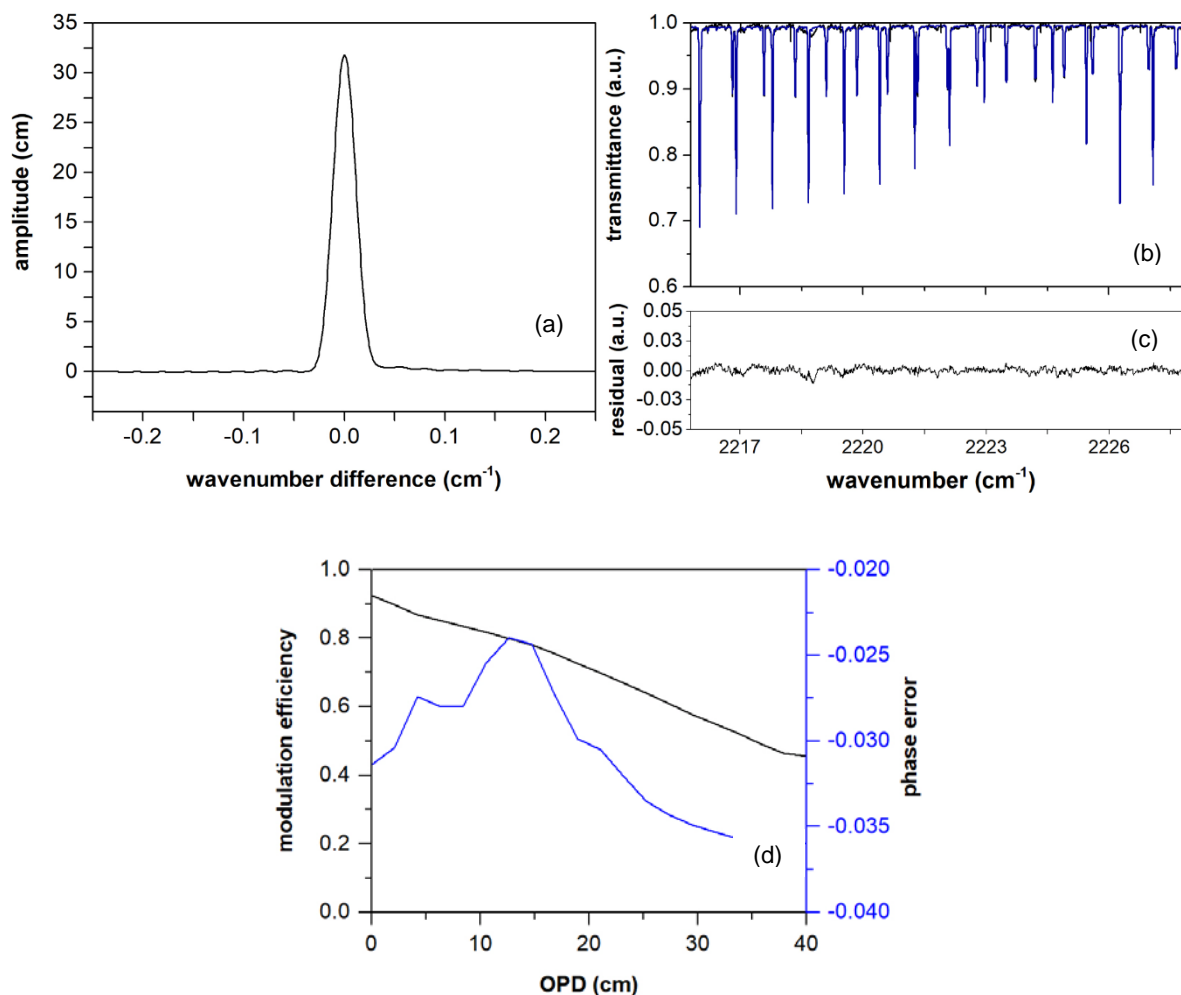 35
30
25
20
15
10
5
0
amplitude (cm)
(a)
-0.2 -0.1 0.0 0.1 0.2
wavenumber difference (cm-1)
1.0
0.9
0.8
0.7
0.6
transmittance (a.u.)
(b)
0.05
0.03
0.00
-0.03
-0.05
residual (a.u.)
(c)
2217 2220 2223 2226
wavenumber (cm-1)
1.0
0.8
0.6
0.4
0.2
0.0
modulation efficiency
-0.020
-0.025
-0.030
-0.035
-0.040
phase error
(d)
0 10 20 30 40
OPD (cm)